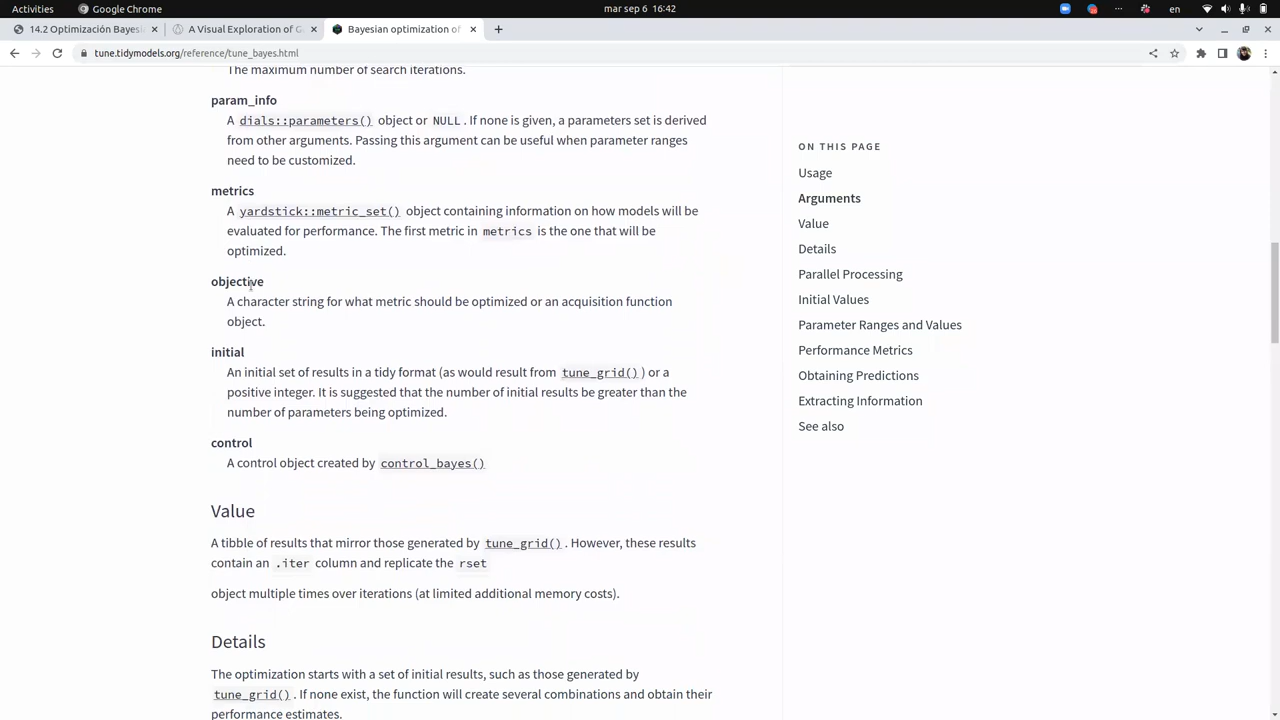 Activities
Google Chrome
mar sep 6 16:42
en
14.2 Optimización Bayesi
A Visual Exploration of G
Bayesian optimization of
tune.tidymodels.org/reference/tune_bayes.html
The maximum number of search iterations.
param_info
A dials::parameters() object or NULL. If none is given, a parameters set is derived
from other arguments. Passing this argument can be useful when parameter ranges
need to be customized.
metrics
A yardstick::metric_set() object containing information on how models will be
evaluated for performance. The first metric in metrics is the one that will be
optimized.
objective
A character string for what metric should be optimized or an acquisition function
object.
initial
An initial set of results in a tidy format (as would result from tune_grid()) or a
positive integer. It is suggested that the number of initial results be greater than the
number of parameters being optimized.
control
A control object created by control_bayes()
Value
A tibble of results that mirror those generated by tune_grid(). However, these results
contain an .iter column and replicate the rset
object multiple times over iterations (at limited additional memory costs).
Details
The optimization starts with a set of initial results, such as those generated by
tune_grid(). If none exist, the function will create several combinations and obtain their
performance estimates.
ON THIS PAGE
Usage
Arguments
Value
Details
Parallel Processing
Initial Values
Parameter Ranges and Values
Performance Metrics
Obtaining Predictions
Extracting Information
See also